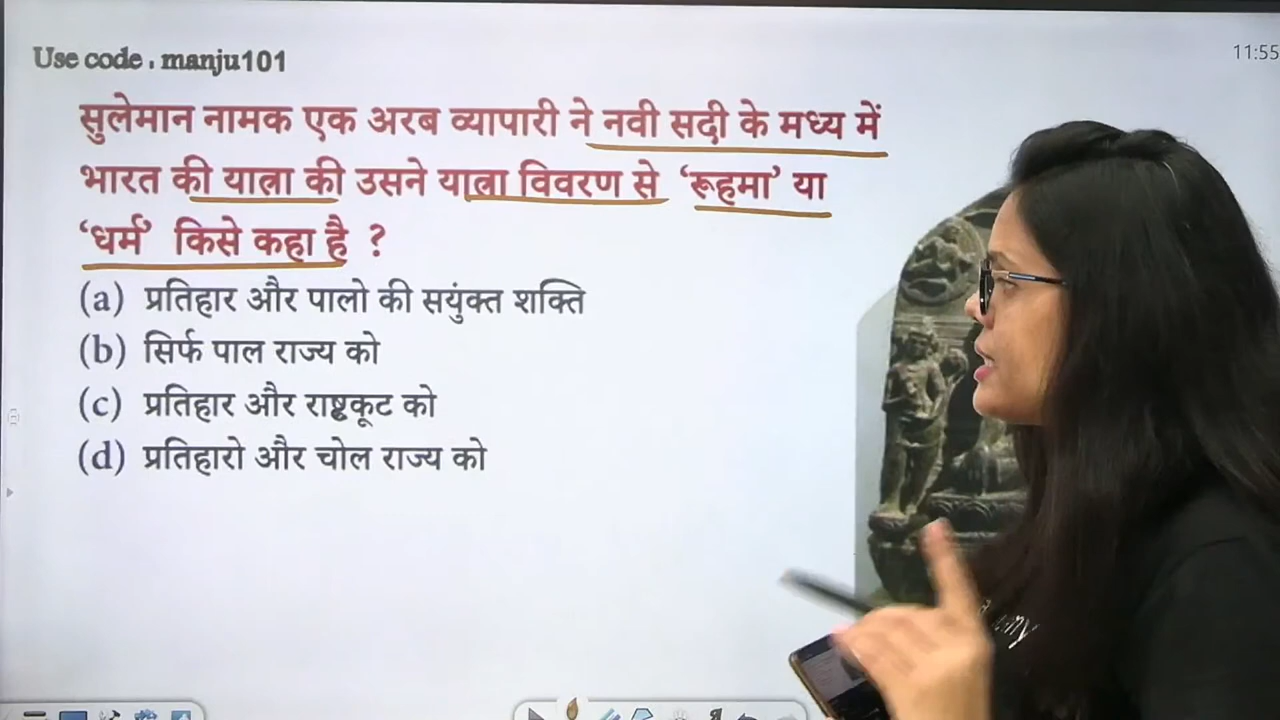 Use code . manju101
11:55
सुलेमान नामक एक अरब व्यापारी ने नवी सदी के मध्य में
भारत की यात्रा की उसने यात्रा विवरण से ‘रूहमा’ या
‘धर्म’ किसे कहा है ?
(a) प्रतिहार और पालो की सयुंक्त शक्ति
(b) सिर्फ पाल राज्य को
(c) प्रतिहार और राष्ट्रकूट को
(d) प्रतिहारो और चोल राज्य को